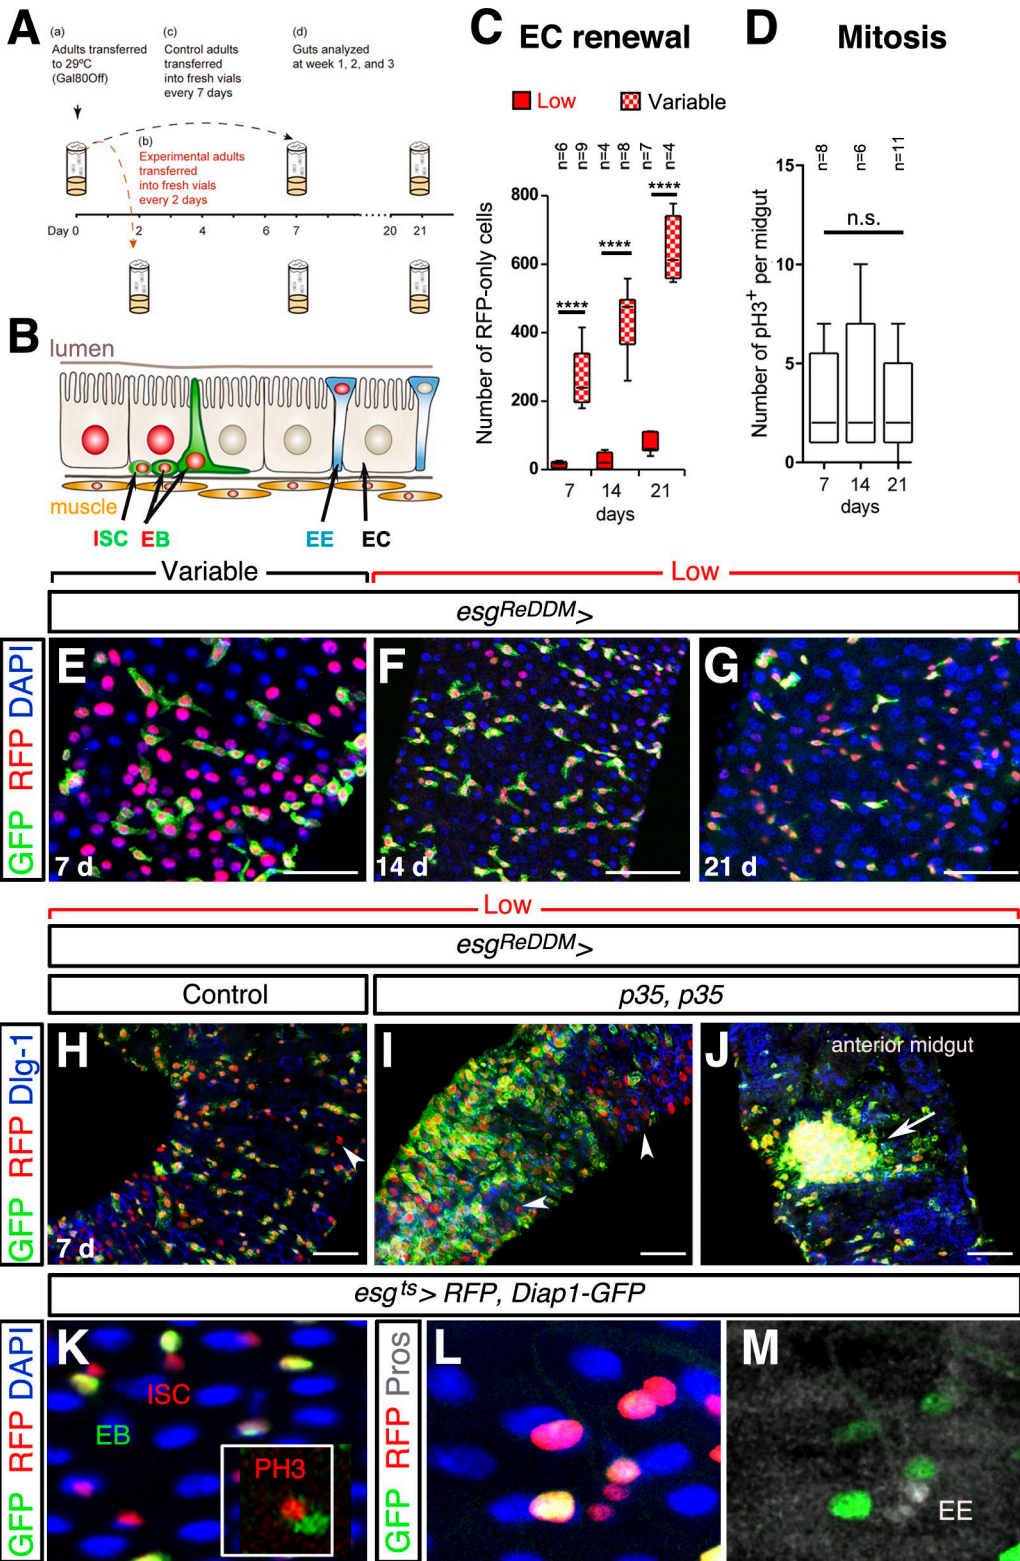 A
(a)
Adults transferred
to 29ºC
(Gal80Off)
(c)
Control adults
transferred
into fresh vials
every 7 days
(d)
Guts analyzed
at week 1, 2, and 3
(b)
Experimental adults
transferred
into fresh vials
every 2 days
Day 0 2 4 6 7 20 21
B
lumen
muscle
ISC EB EE EC
C EC renewal
Low Variable
n=6 n=9 n=4 n=8 n=7 n=4
Number of RFP-only cells
800
600
400
200
0
**** **** ****
7 14 21
days
D Mitosis
n=8 n=6 n=11
Number of pH3+ per midgut
15
10
5
0
n.s.
7 14 21
days
Variable Low
esgReDDM>
GFP RFP DAPI
E
7 d
F
14 d
G
21 d
Low
esgReDDM>
Control p35, p35
GFP RFP Dlg-1
H
7 d
I
J
anterior midgut
esgts> RFP, Diap1-GFP
GFP RFP DAPI
K
ISC
EB
PH3
GFP RFP Pros
L
M
EE